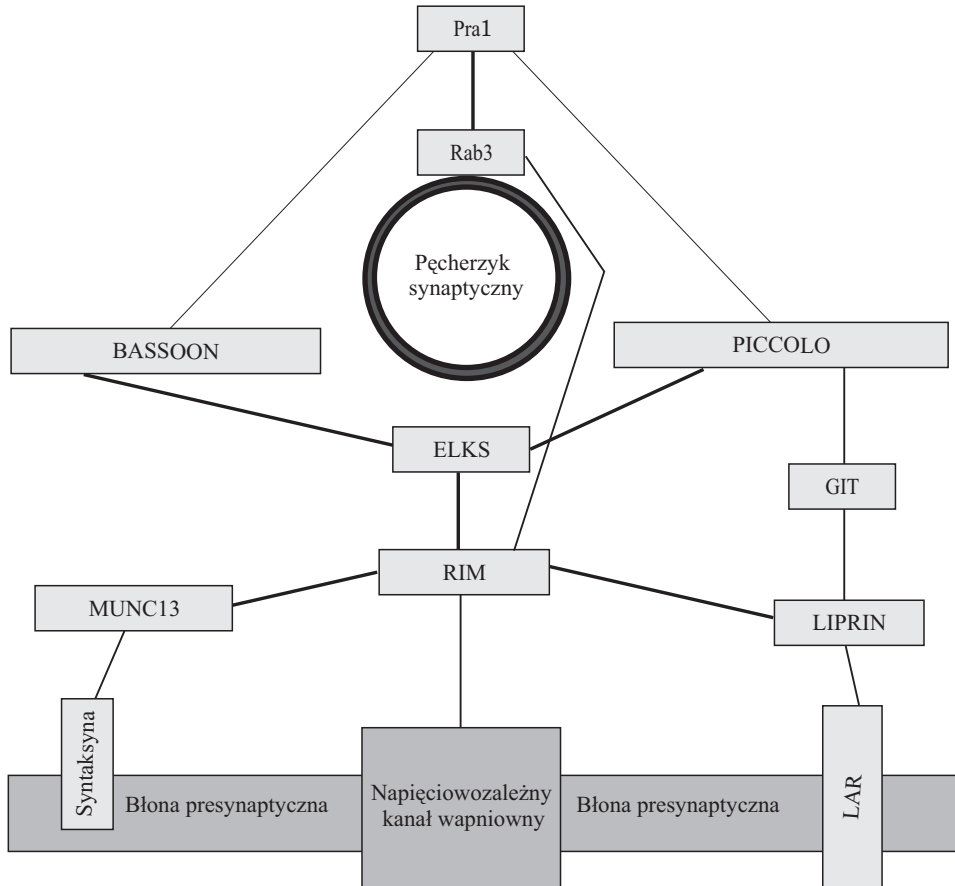 Pra1
Rab3
Pęcherzyk
synaptyczny
BASSOON
PICCOLO
ELKS
GIT
RIM
MUNC13
LIPRIN
Syntaksyna
Błona presynaptyczna
Napięciowozależny
kanał wapniowny
Błona presynaptyczna
LAR